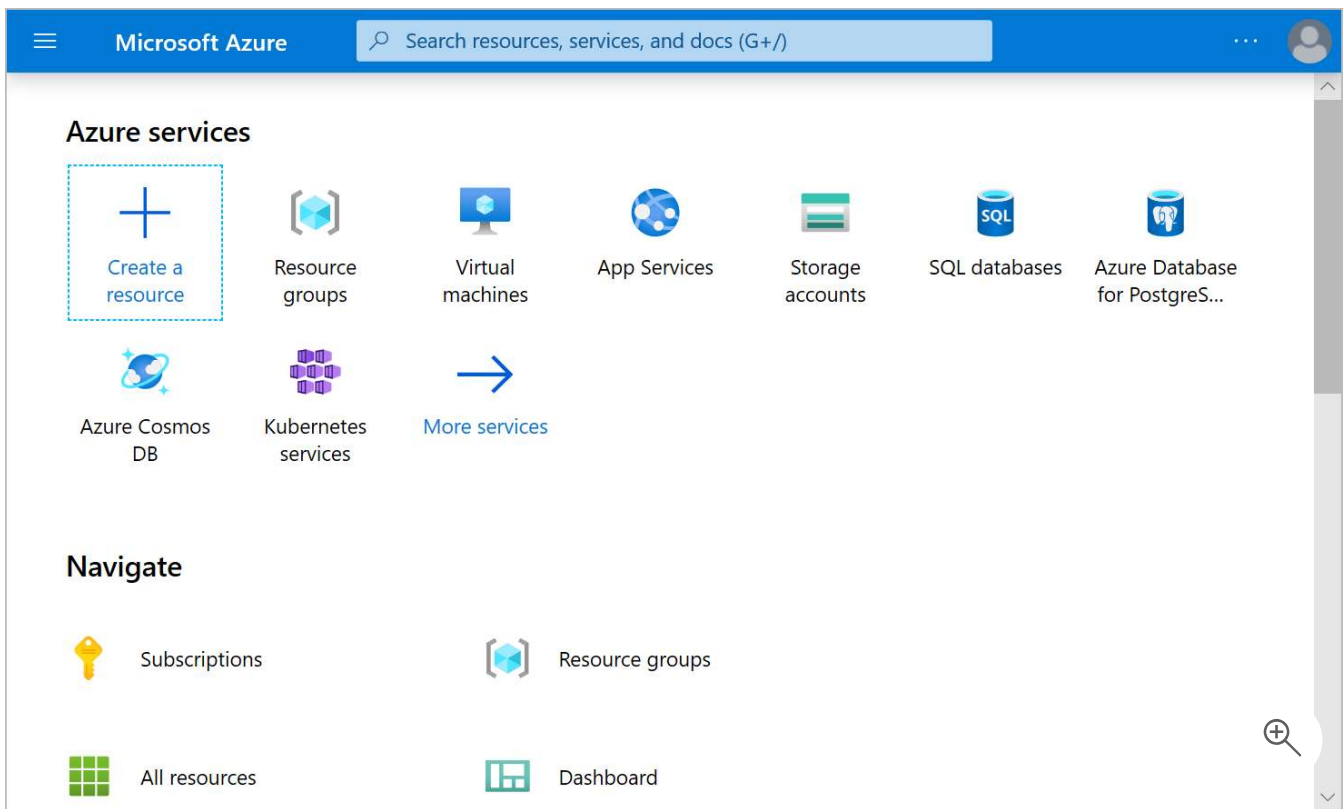 Microsoft Azure
Search resources, services, and docs (G+/)
...
Azure services
Create a
resource
Resource
groups
Virtual
machines
App Services
Storage
accounts
SQL
SQL databases
Azure Database
for PostgreS...
Azure Cosmos
DB
Kubernetes
services
More services
Navigate
Subscriptions
Resource groups
All resources
Dashboard